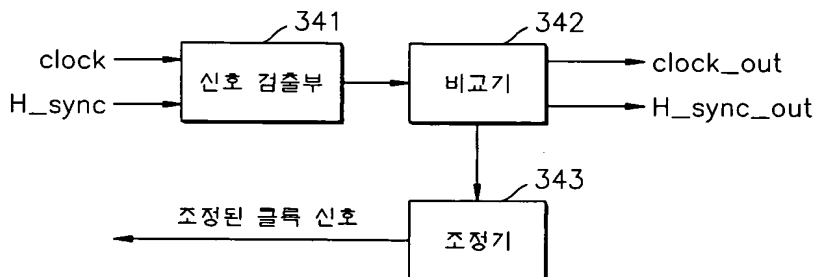 341
342
clock
신호 검출부
비교기
clock_out
H_sync
H_sync_out
343
조정된 클럭 신호
조정기